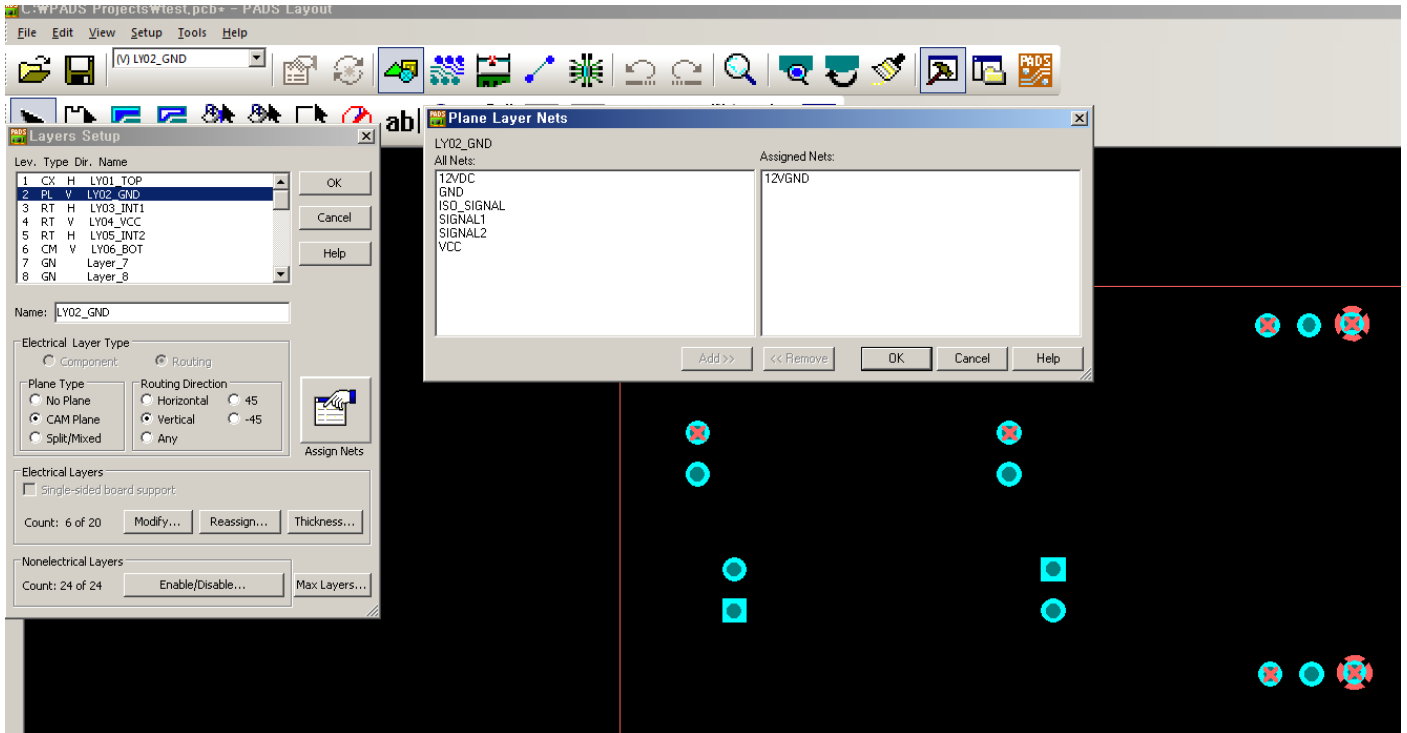 C:₩PADS Projects₩test,pcb* - PADS Layout
File Edit View Setup Tools Help
(V) LY02_GND
PADS
ab|
Layers Setup
Lev. Type Dir. Name
1 CX H LY01_TOP
2 PL V LY02_GND
3 RT H LY03_INT1
4 RT V LY04_VCC
5 RT H LY05_INT2
6 CM V LY06_BOT
7 GN Layer_7
8 GN Layer_8
OK
Cancel
Help
Name: LY02_GND
Electrical Layer Type
Component Routing
Plane Type
No Plane
CAM Plane
Split/Mixed
Routing Direction
Horizontal 45
Vertical -45
Any
Assign Nets
Electrical Layers
Single-sided board support
Count: 6 of 20 Modify... Reassign... Thickness...
Nonelectrical Layers
Count: 24 of 24 Enable/Disable... Max Layers...
Plane Layer Nets
LY02_GND
All Nets:
12VDC
GND
ISO_SIGNAL
SIGNAL1
SIGNAL2
VCC
Assigned Nets:
12VGND
Add >> << Remove OK Cancel Help